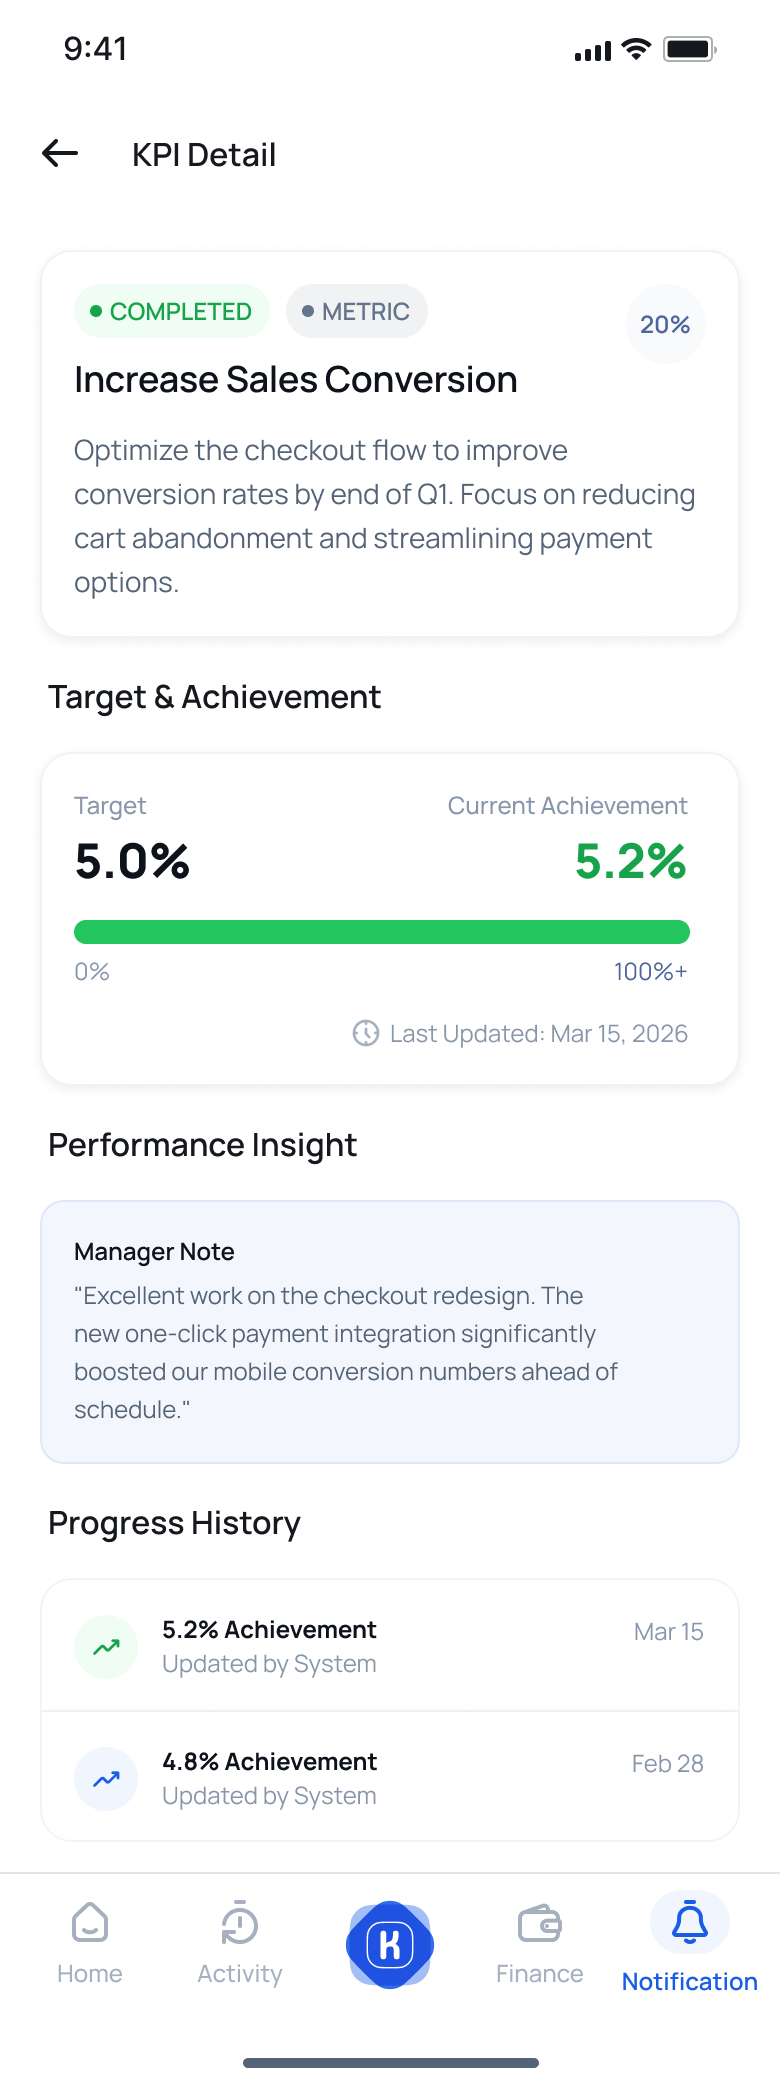 9:41
KPI Detail
COMPLETED
METRIC
20%
Increase Sales Conversion
Optimize the checkout flow to improve
conversion rates by end of Q1. Focus on reducing
cart abandonment and streamlining payment
options.
Target & Achievement
Target
Current Achievement
5.0%
5.2%
0%
100%+
Last Updated: Mar 15, 2026
Performance Insight
Manager Note
"Excellent work on the checkout redesign. The
new one-click payment integration significantly
boosted our mobile conversion numbers ahead of
schedule."
Progress History
5.2% Achievement
Mar 15
Updated by System
4.8% Achievement
Feb 28
Updated by System
Home
Activity
K
Finance
Notification